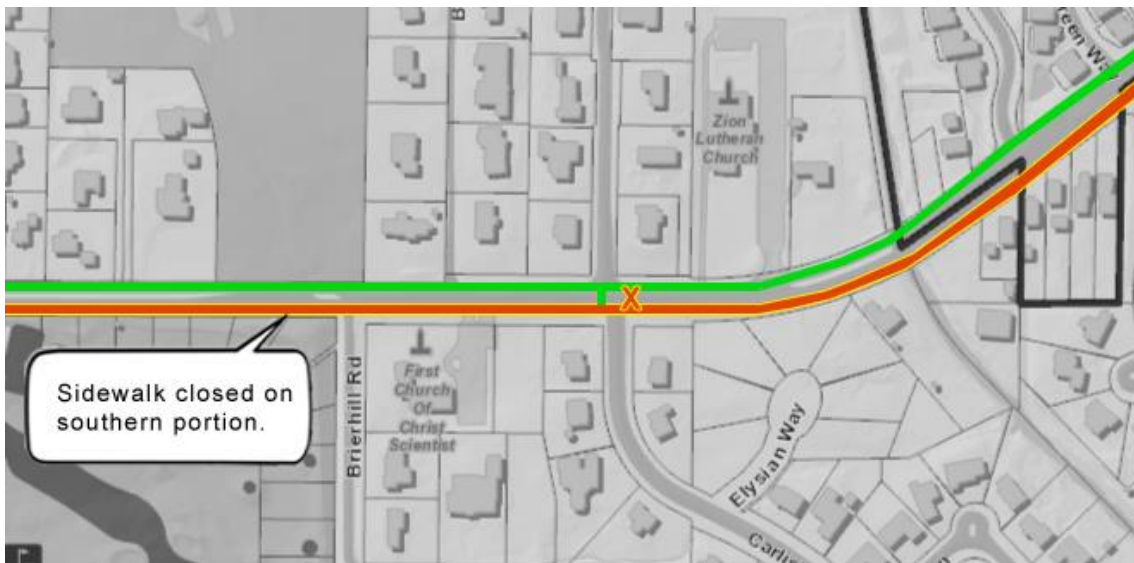 Zion
Lutheran
Church
X
Sidewalk closed on
southern portion.
Brierhill Rd
First
Church
Of
Christ
Scientist
Elysian Way